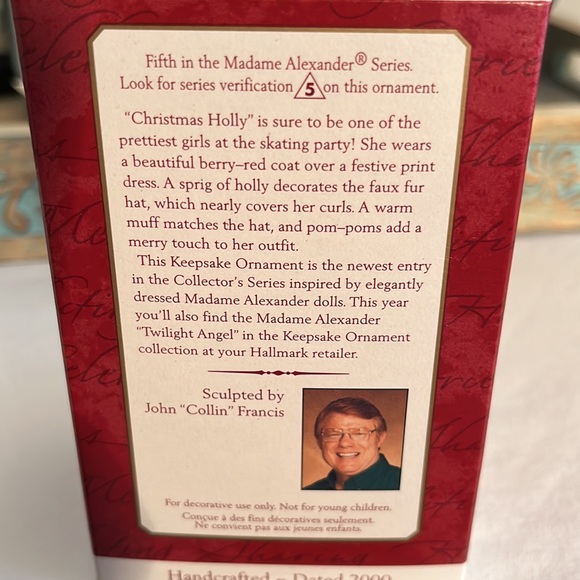 Fifth in the Madame Alexander® Series.
Look for series verification 5 on this ornament.
"Christmas Holly" is sure to be one of the
prettiest girls at the skating party! She wears
a beautiful berry–red coat over a festive print
dress. A sprig of holly decorates the faux fur
hat, which nearly covers her curls. A warm
muff matches the hat, and pom–poms add a
merry touch to her outfit.
This Keepsake Ornament is the newest entry
in the Collector's Series inspired by elegantly
dressed Madame Alexander dolls. This year
you'll also find the Madame Alexander
"Twilight Angel" in the Keepsake Ornament
collection at your Hallmark retailer.
Sculpted by
John "Collin" Francis
For decorative use only. Not for young children.
Conçue à des fins décoratives seulement.
Ne convient pas aux jeunes enfants.
Handcrafted – Dated 2000